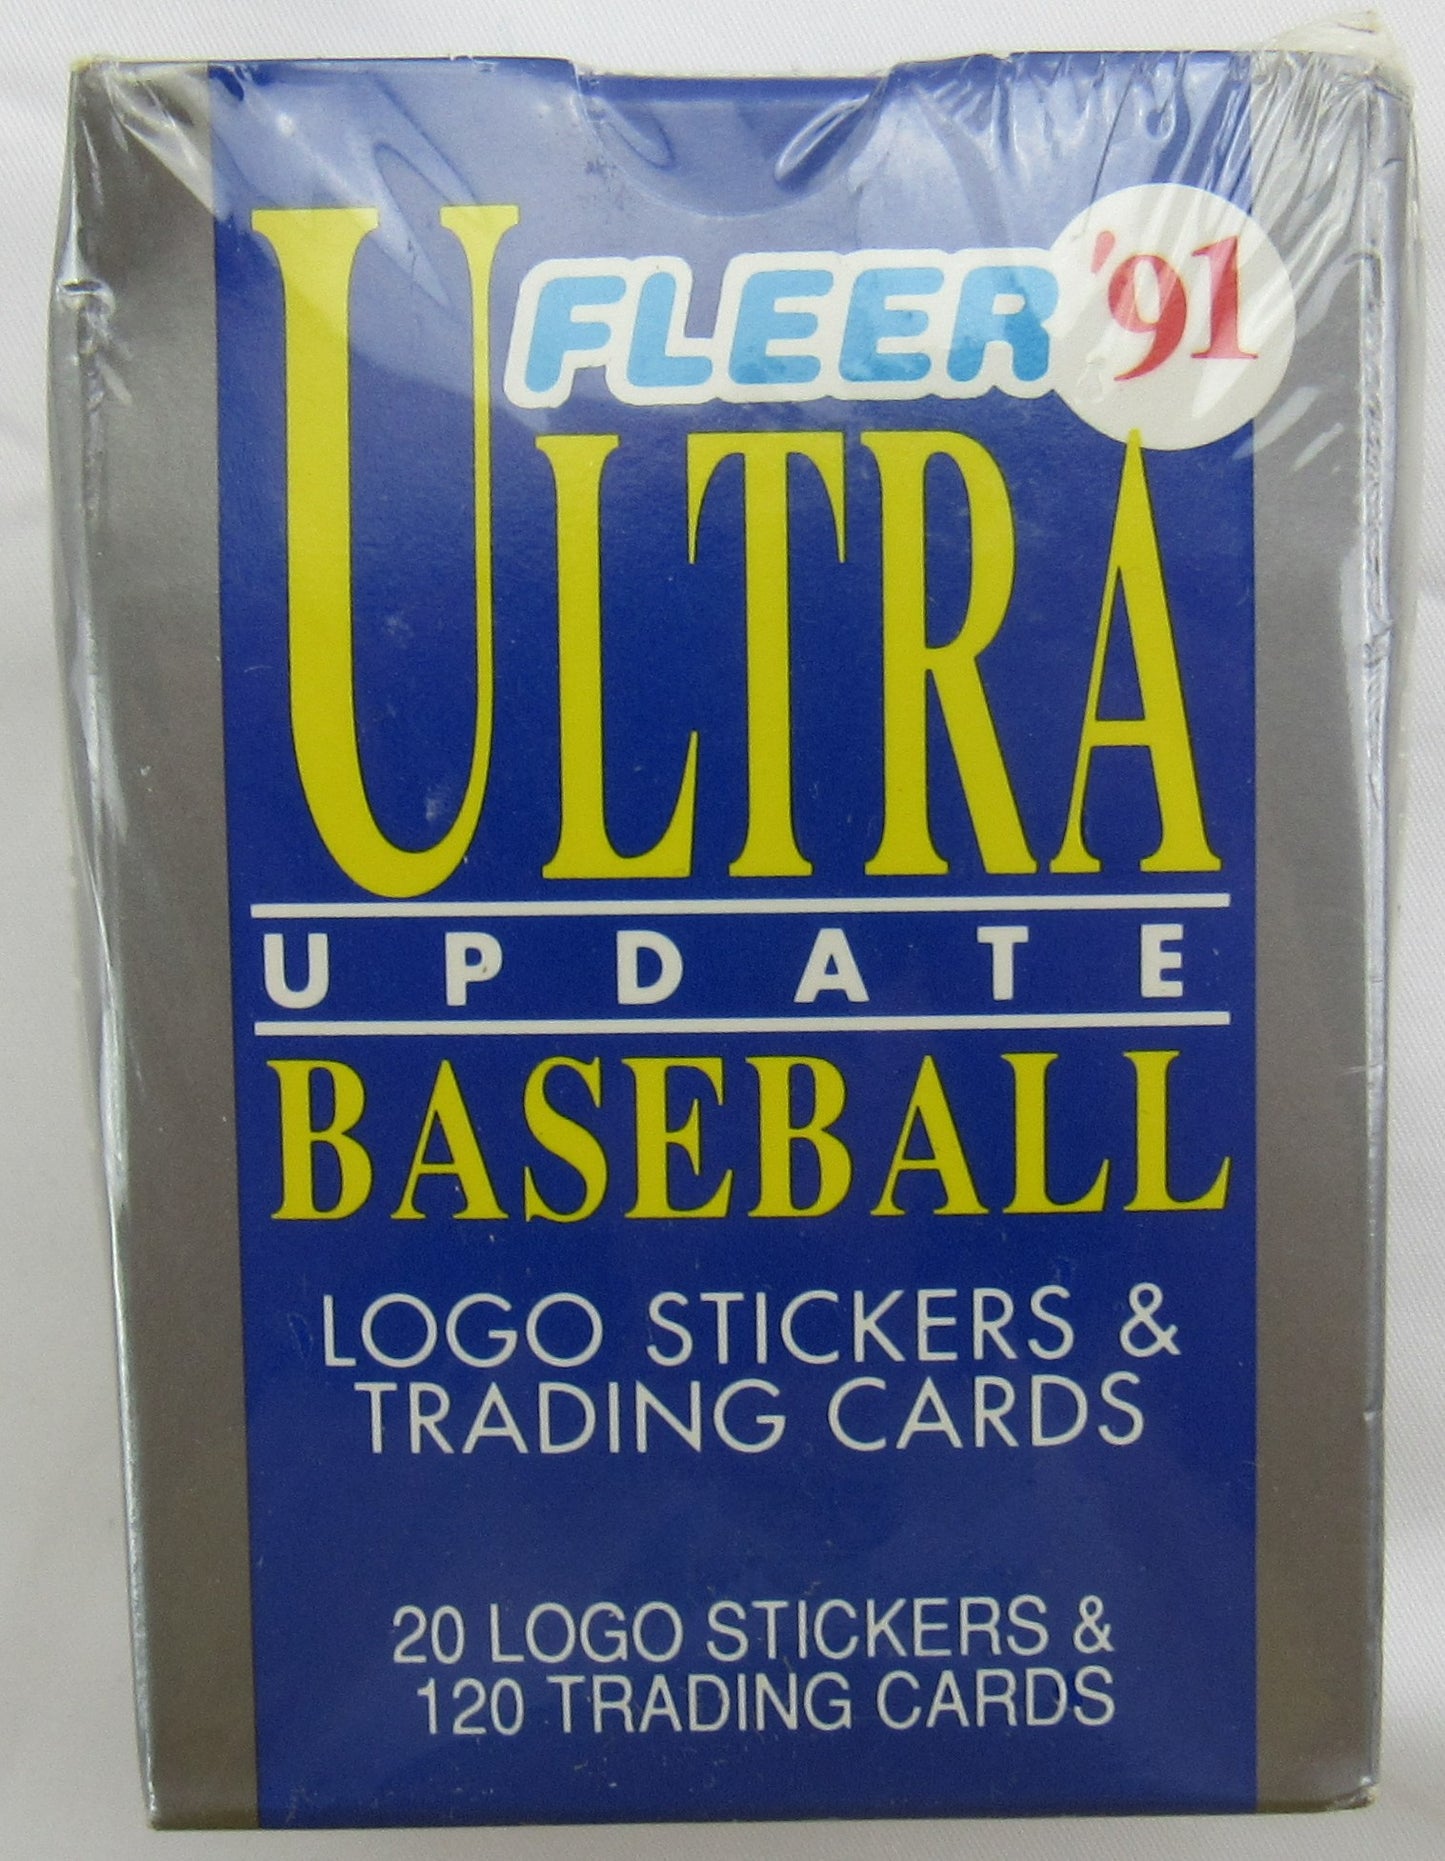 FLEER '91
ULTRA
UPDATE
BASEBALL
LOGO STICKERS &
TRADING CARDS
20 LOGO STICKERS &
120 TRADING CARDS